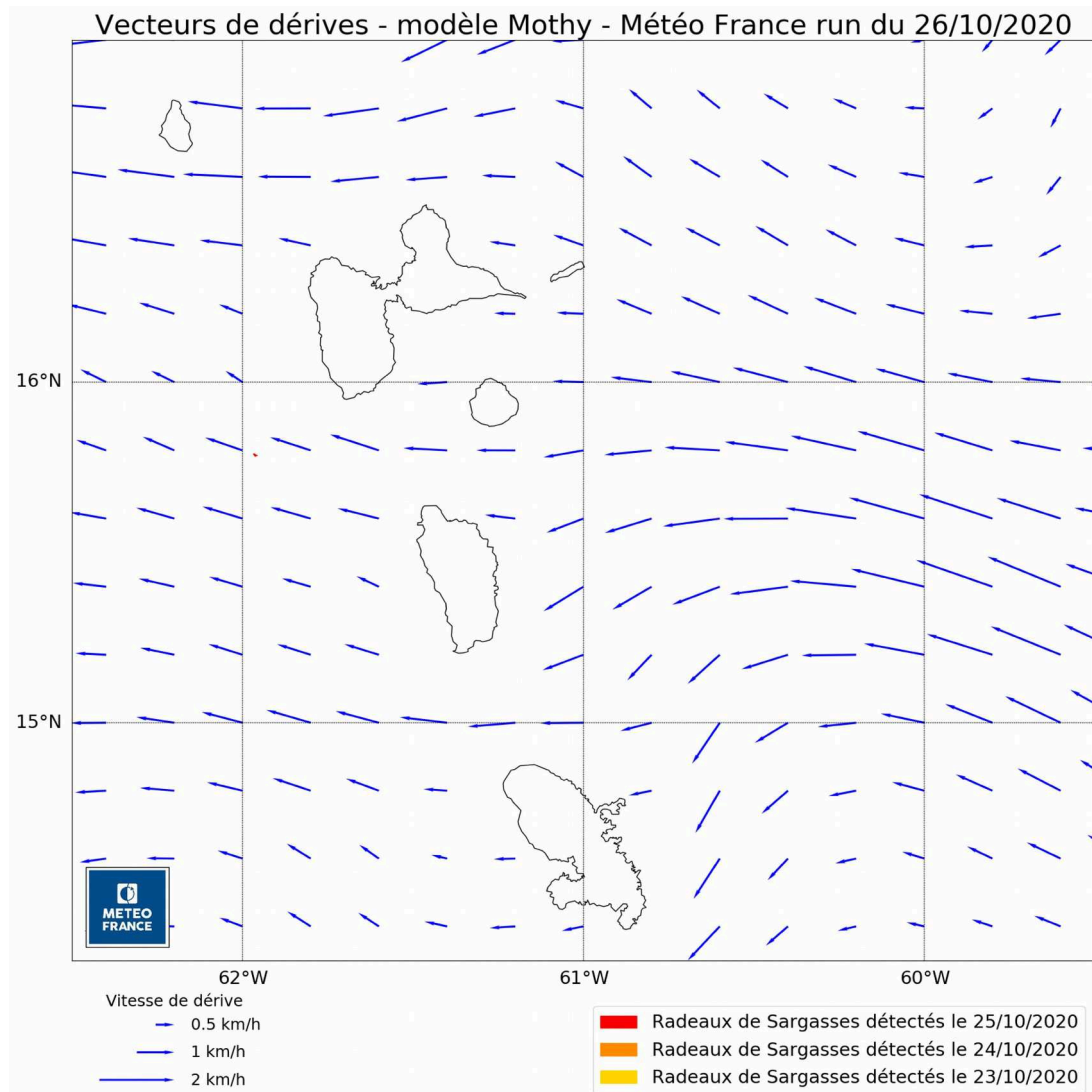 Vecteurs de dérives - modèle Mothy - Météo France run du 26/10/2020
16°N
15°N
METEO
FRANCE
62°W
61°W
60°W
Vitesse de dérive
0.5 km/h
1 km/h
2 km/h
Radeaux de Sargasses détectés le 25/10/2020
Radeaux de Sargasses détectés le 24/10/2020
Radeaux de Sargasses détectés le 23/10/2020